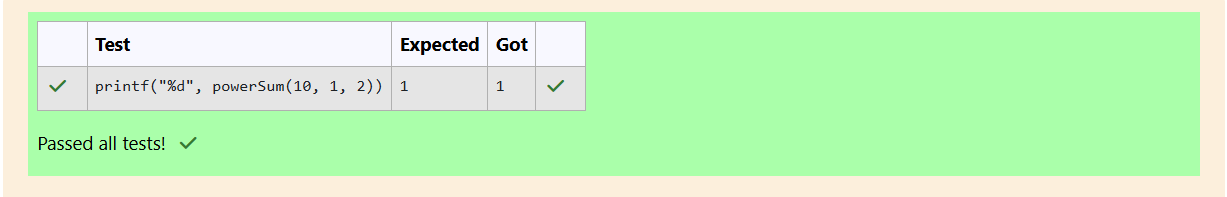 Test Expected Got
printf("%d", powerSum(10, 1, 2)) 1 1
Passed all tests!